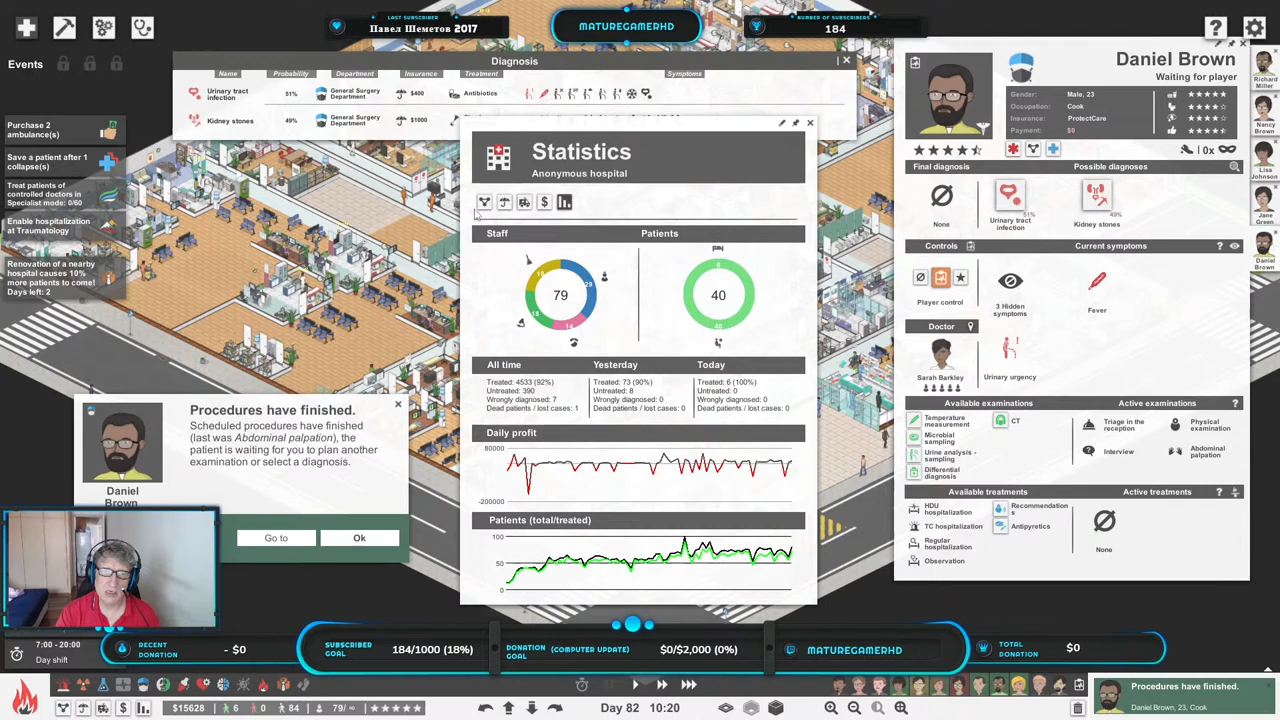 LAST SUBSCRIBER
Павел Шеметов 2017
MATUREGAMERHD
NUMBER OF SUBSCRIBERS
184
Events
Purchase 2
ambulance(s)
Save a patient after 1
collapse(s)
Treat patients of
controlled doctors in
Specialist mode: 0/60
Enable hospitalization
at Traumatology
Renovation of a nearby
hospital causes 10%
more patients to come!
Days left: 2
Diagnosis
Name Probability Department Insurance Treatment Symptoms
Urinary tract
infection
51%
General Surgery
Department
$400
Antibiotics
Kidney stones
49%
General Surgery
Department
$1000
Statistics
Anonymous hospital
Staff Patients
18
29
18
14
79
0
40
40
All time Yesterday Today
Treated: 4533 (92%) Treated: 73 (90%) Treated: 6 (100%)
Untreated: 390 Untreated: 8 Untreated: 0
Wrongly diagnosed: 7 Wrongly diagnosed: 0 Wrongly diagnosed: 0
Dead patients / lost cases: 1 Dead patients / lost cases: 0 Dead patients / lost cases: 0
Daily profit
80000
-200000
Patients (total/treated)
100
50
0
Daniel Brown
Waiting for player
Gender: Male, 23
Occupation: Cook
Insurance: ProtectCare
Payment: $0
0x
Final diagnosis Possible diagnoses
None
51%
Urinary tract
infection
49%
Kidney stones
Controls Current symptoms ?
Player control
3 Hidden
symptoms
Fever
Doctor
Sarah Barkley
Urinary urgency
Available examinations Active examinations ?
Temperature
measurement
CT
Microbial
sampling
Urine analysis -
sampling
Differential
diagnosis
Triage in the
reception
Physical
examination
Interview
Abdominal
palpation
Available treatments Active treatments ?
HDU
hospitalization
Recommendation
s
TC hospitalization
Antipyretics
Regular
hospitalization
Observation
None
Richard
Miller
Nancy
Brown
Lisa
Johnson
Jane
Green
Daniel
Brown
Procedures have finished.
Scheduled procedures have finished
(last was Abdominal palpation), the
patient is waiting for you to plan another
examination or select a diagnosis.
Daniel
Brown
Go to
Ok
7:00 - 20:00
Day shift
RECENT
DONATION
- $0
SUBSCRIBER
GOAL
184/1000 (18%)
DONATION
GOAL
(COMPUTER UPDATE)
$0/$2,000 (0%)
MATUREGAMERHD
TOTAL
DONATION
$0
$15628
6
0
84
79/∞
Day 82 10:20
Procedures have finished.
Daniel Brown, 23, Cook